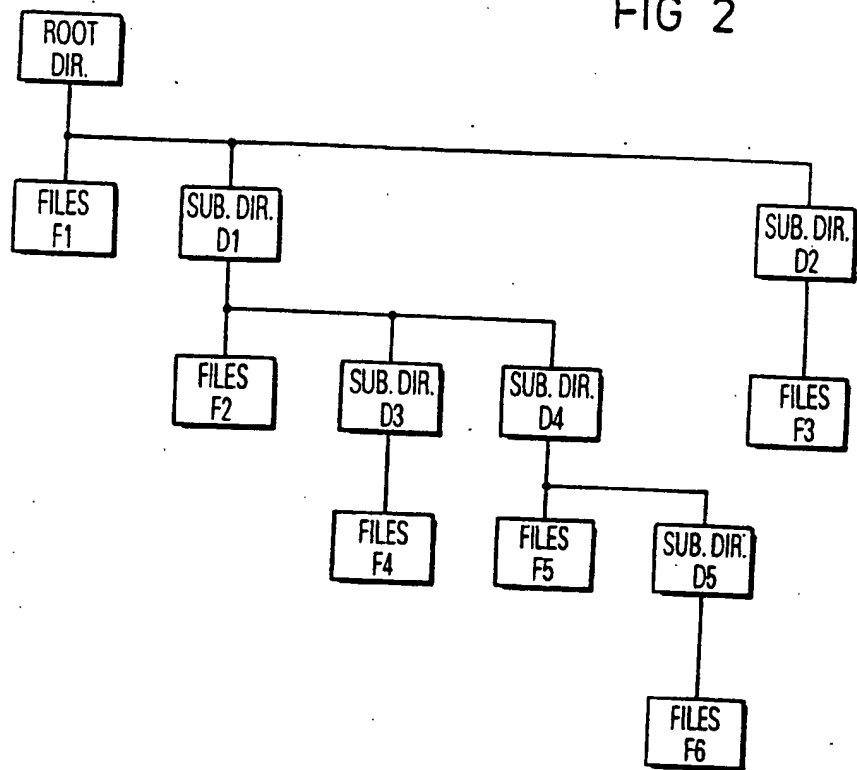 FIG 2
ROOT
DIR.
FILES
F1
SUB. DIR.
D1
SUB. DIR.
D2
FILES
F2
SUB. DIR.
D3
SUB. DIR.
D4
FILES
F3
FILES
F4
FILES
F5
SUB. DIR.
D5
FILES
F6